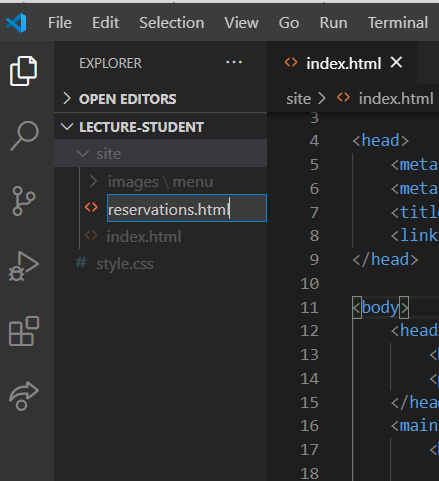 File Edit Selection View Go Run Terminal
EXPLORER ...
index.html
OPEN EDITORS
site > index.html
LECTURE-STUDENT
site
images \ menu
reservations.html
index.html
style.css
3
4 <head>
5 <meta
6 <meta
7 <titl
8 <link
9 </head>
10
11 <body>
12 <head
13 <h
14 <p
15 </hea
16 <main
17 <h
18